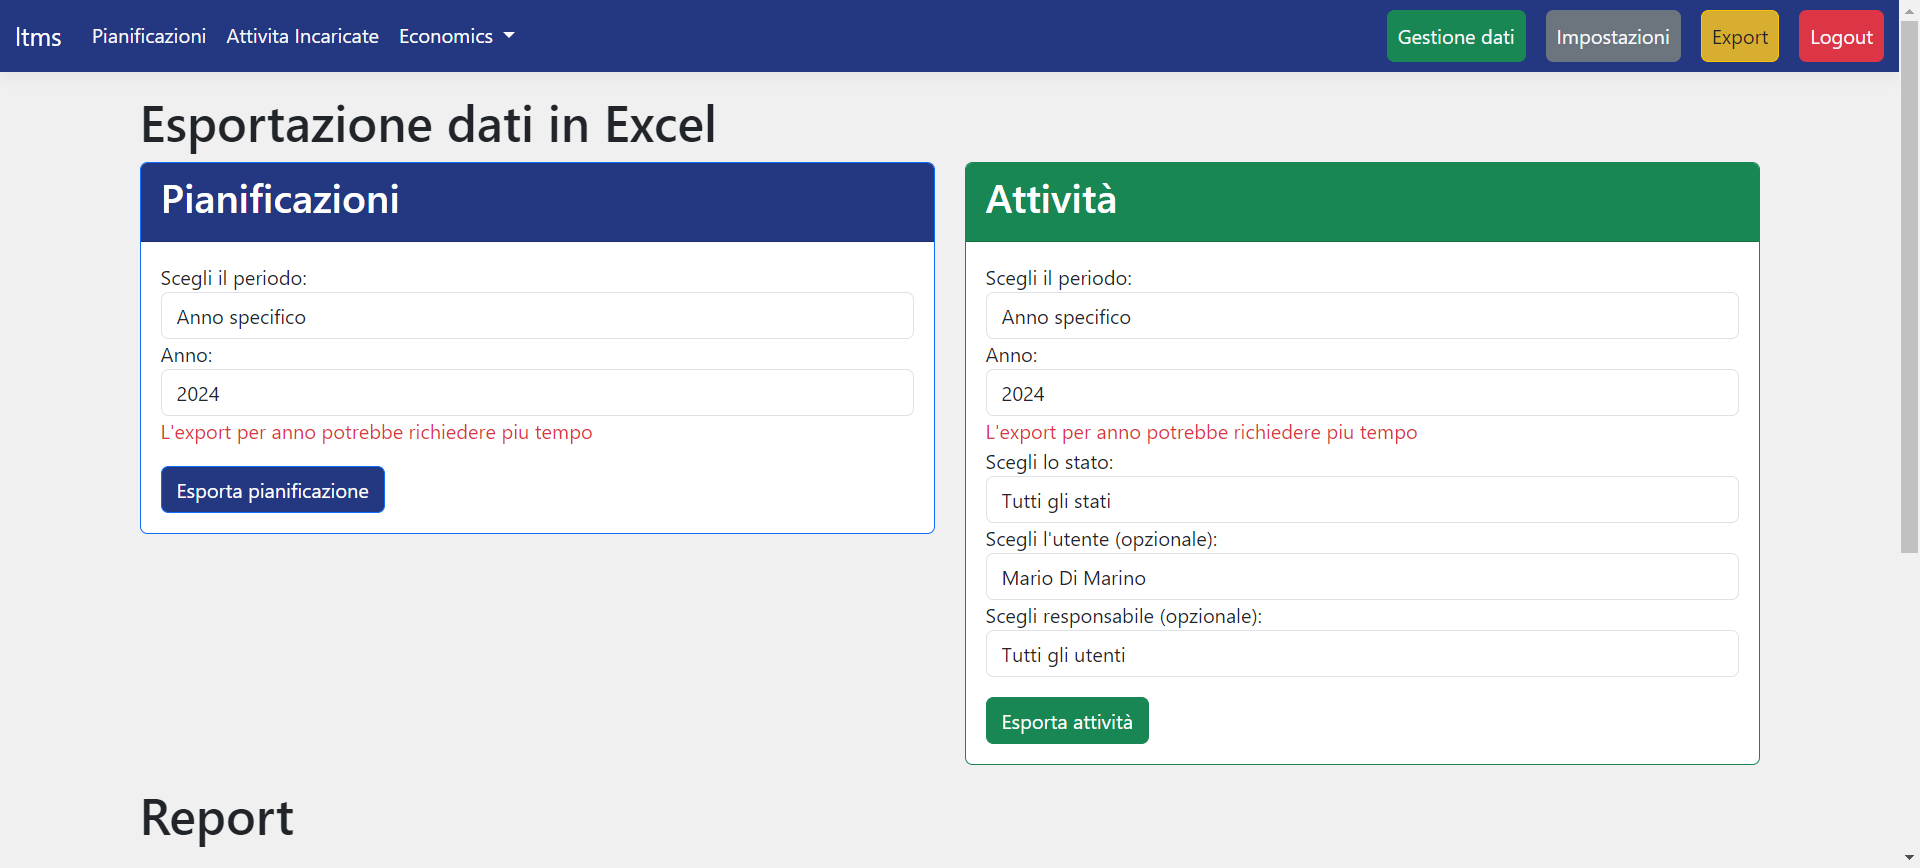 ltms Pianificazioni Attivita Incaricate Economics Gestione dati Impostazioni Export Logout
Esportazione dati in Excel
Pianificazioni
Scegli il periodo:
Anno specifico
Anno:
2024
L'export per anno potrebbe richiedere piu tempo
Esporta pianificazione
Attività
Scegli il periodo:
Anno specifico
Anno:
2024
L'export per anno potrebbe richiedere piu tempo
Scegli lo stato:
Tutti gli stati
Scegli l'utente (opzionale):
Mario Di Marino
Scegli responsabile (opzionale):
Tutti gli utenti
Esporta attività
Report